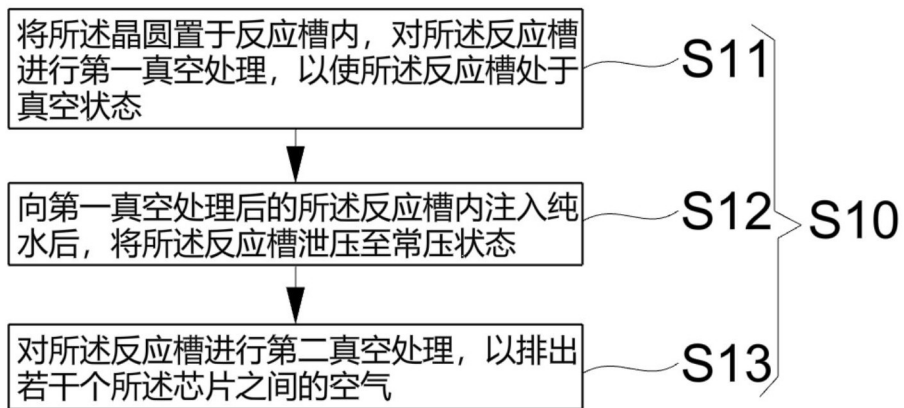 将所述晶圆置于反应槽内，对所述反应槽
进行第一真空处理，以使所述反应槽处于
真空状态
S11
向第一真空处理后的所述反应槽内注入纯
水后，将所述反应槽泄压至常压状态
S12
S10
对所述反应槽进行第二真空处理，以排出
若干个所述芯片之间的空气
S13